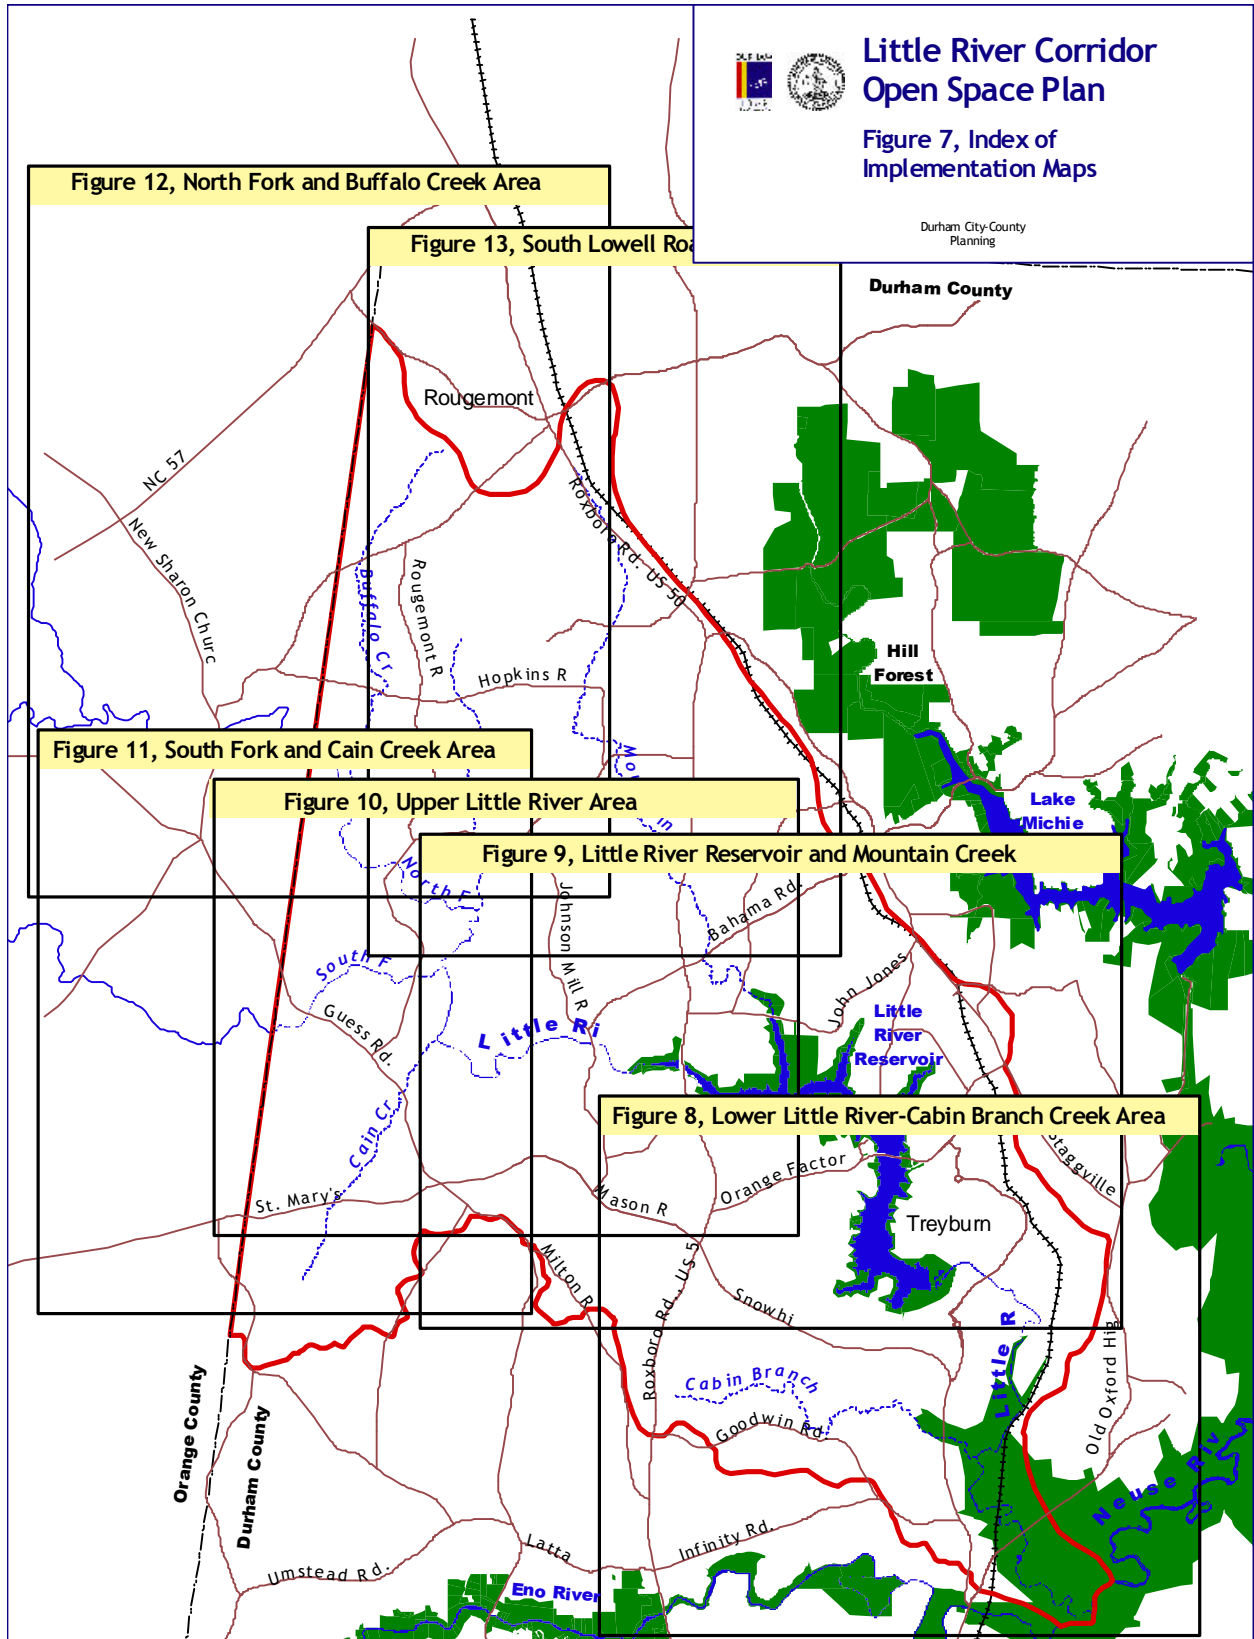 Little River Corridor
Open Space Plan
Figure 7, Index of
Implementation Maps
Durham City-County
Planning
Figure 12, North Fork and Buffalo Creek Area
Figure 13, South Lowell Roa
Durham County
Rougemont
NC 57
New Sharon Churc
Roxboro Rd. US 50
Buffalo Cr
Rougemont R
Hopkins R
Hill
Forest
Figure 11, South Fork and Cain Creek Area
Figure 10, Upper Little River Area
Lake
Michie
Figure 9, Little River Reservoir and Mountain Creek
North F
Johnson Mill R
Bahama Rd.
South F
John Jones
Guess Rd.
Little Ri
Little
River
Reservoir
Figure 8, Lower Little River-Cabin Branch Creek Area
Cain Cr
Staggville
Orange Factor
St. Mary's
Mason R
Treyburn
Milton R
Roxboro Rd., US 5
Snowhi
Little R
Old Oxford Hig
Cabin Branch
Goodwin Rd.
Orange County
Durham County
Neuse Riv
Infinity Rd.
Latta
Umstead Rd.
Eno River